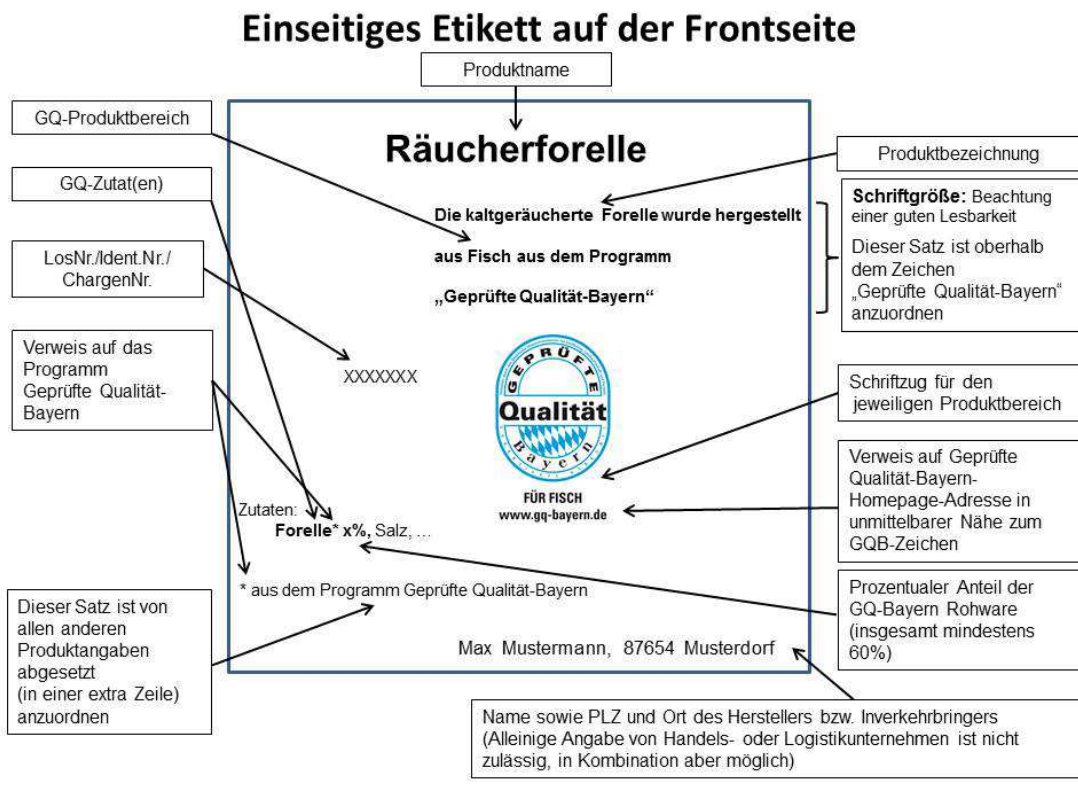 Einseitiges Etikett auf der Frontseite
Produktname
GQ-Produktbereich
GQ-Zutat(en)
LosNr./Ident.Nr./
ChargenNr.
Verweis auf das
Programm
Geprüfte Qualität-
Bayern
Dieser Satz ist von
allen anderen
Produktangaben
abgesetzt
(in einer extra Zeile)
anzuordnen
Räucherforelle
Die kaltgeräucherte Forelle wurde hergestellt
aus Fisch aus dem Programm
„Geprüfte Qualität-Bayern“
XXXXXXX
GEPRÜFTE
Qualität
Bayern
FÜR FISCH
www.gq-bayern.de
Zutaten:
Forelle* x%, Salz, ...
* aus dem Programm Geprüfte Qualität-Bayern
Max Mustermann, 87654 Musterdorf
Produktbezeichnung
Schriftgröße: Beachtung
einer guten Lesbarkeit
Dieser Satz ist oberhalb
dem Zeichen
„Geprüfte Qualität-Bayern“
anzuordnen
Schriftzug für den
jeweiligen Produktbereich
Verweis auf Geprüfte
Qualität-Bayern-
Homepage-Adresse in
unmittelbarer Nähe zum
GQB-Zeichen
Prozentualer Anteil der
GQ-Bayern Rohware
(insgesamt mindestens
60%)
Name sowie PLZ und Ort des Herstellers bzw. Inverkehrbringers
(Alleinige Angabe von Handels- oder Logistikunternehmen ist nicht
zulässig, in Kombination aber möglich)